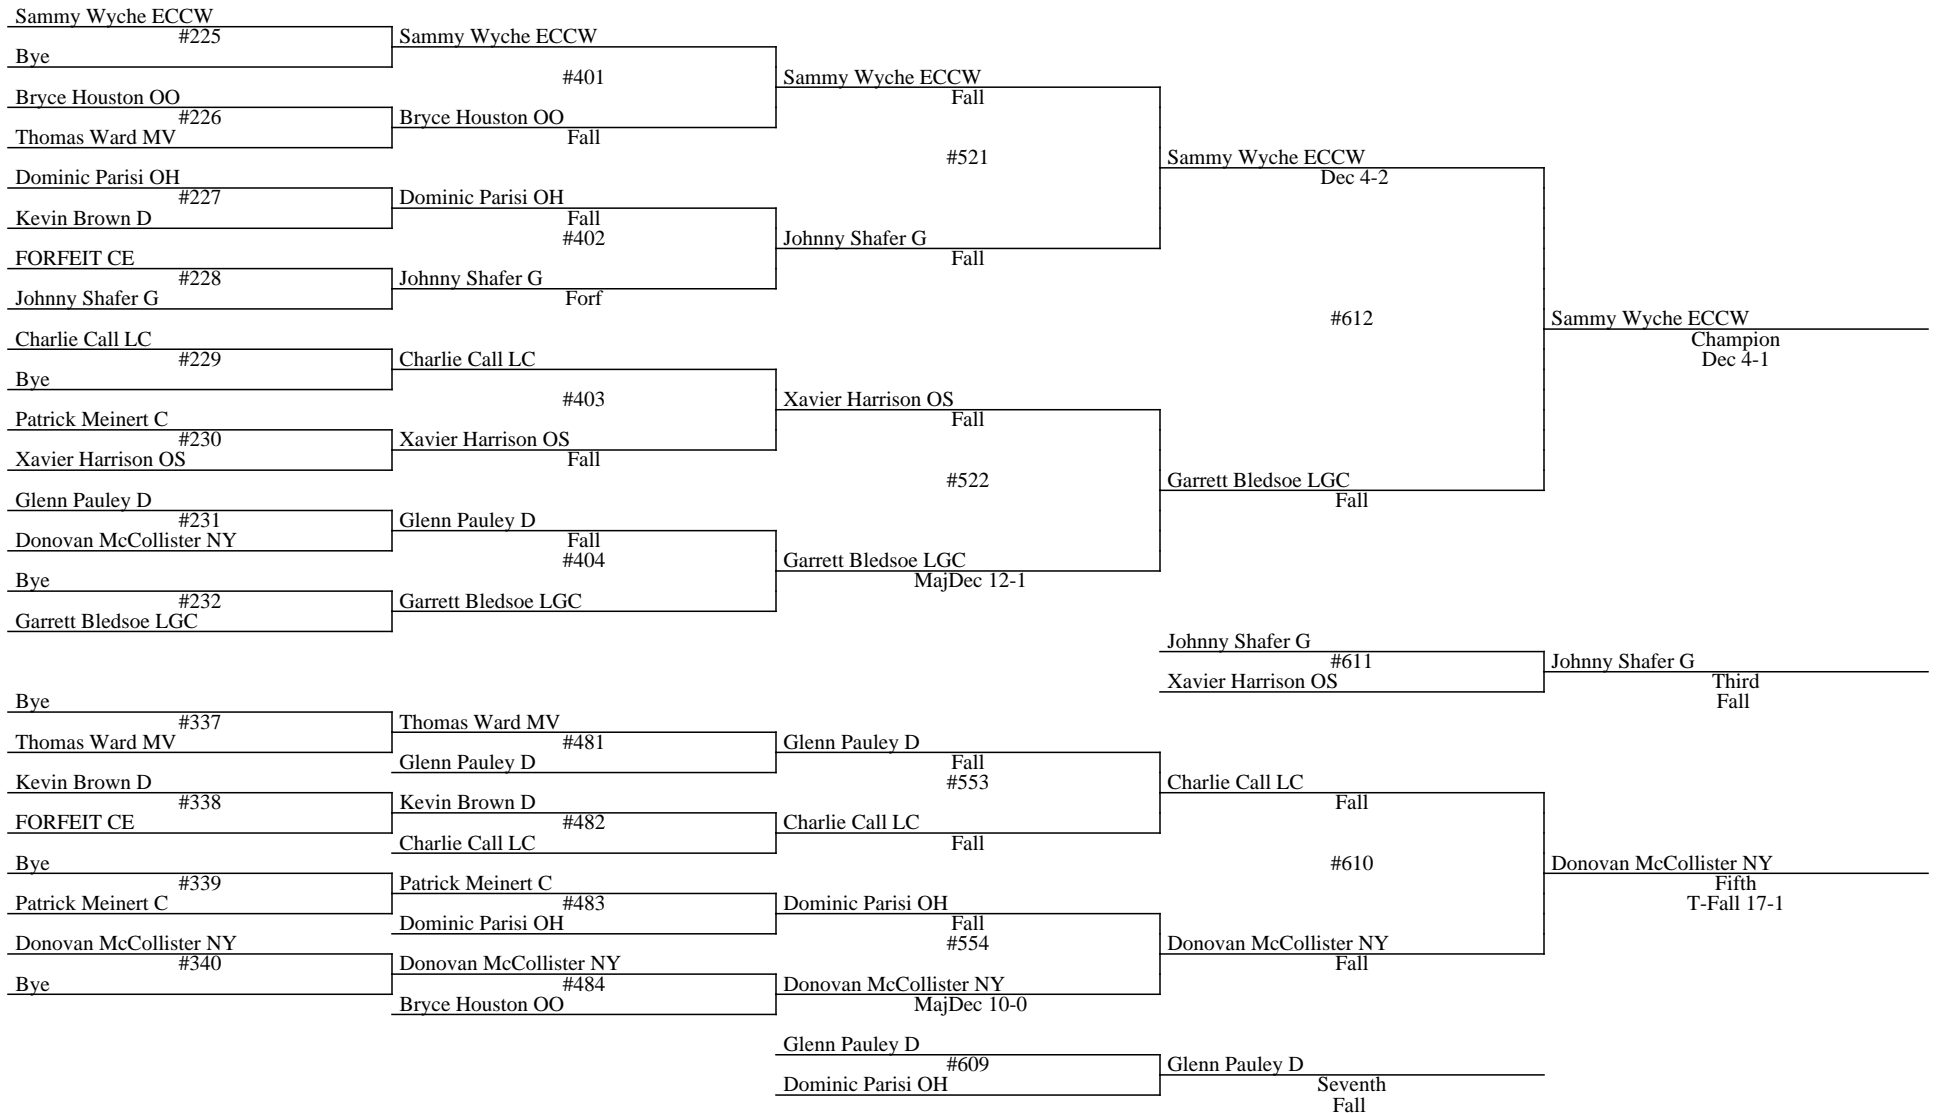 Sammy Wyche ECCW
#225
Bye
Sammy Wyche ECCW
#401
Bryce Houston OO
#226
Thomas Ward MV
Bryce Houston OO
Fall
Sammy Wyche ECCW
Fall
#521
Dominic Parisi OH
#227
Kevin Brown D
Dominic Parisi OH
Fall
#402
FORFEIT CE
#228
Johnny Shafer G
Johnny Shafer G
Forf
Johnny Shafer G
Fall
Sammy Wyche ECCW
Dec 4-2
#612
Charlie Call LC
#229
Bye
Charlie Call LC
#403
Patrick Meinert C
#230
Xavier Harrison OS
Xavier Harrison OS
Fall
Xavier Harrison OS
Fall
#522
Glenn Pauley D
#231
Donovan McCollister NY
Glenn Pauley D
Fall
#404
Bye
#232
Garrett Bledsoe LGC
Garrett Bledsoe LGC
Garrett Bledsoe LGC
MajDec 12-1
Garrett Bledsoe LGC
Fall
Sammy Wyche ECCW
Champion
Dec 4-1
Johnny Shafer G
#611
Xavier Harrison OS
Johnny Shafer G
Third
Fall
Bye
#337
Thomas Ward MV
Thomas Ward MV
#481
Glenn Pauley D
Glenn Pauley D
Fall
#553
Kevin Brown D
#338
FORFEIT CE
Kevin Brown D
#482
Charlie Call LC
Charlie Call LC
Fall
Charlie Call LC
Fall
#610
Bye
#339
Patrick Meinert C
Patrick Meinert C
#483
Dominic Parisi OH
Dominic Parisi OH
Fall
#554
Donovan McCollister NY
#340
Bye
Donovan McCollister NY
#484
Bryce Houston OO
Donovan McCollister NY
MajDec 10-0
Donovan McCollister NY
Fall
Donovan McCollister NY
Fifth
T-Fall 17-1
Glenn Pauley D
#609
Dominic Parisi OH
Glenn Pauley D
Seventh
Fall